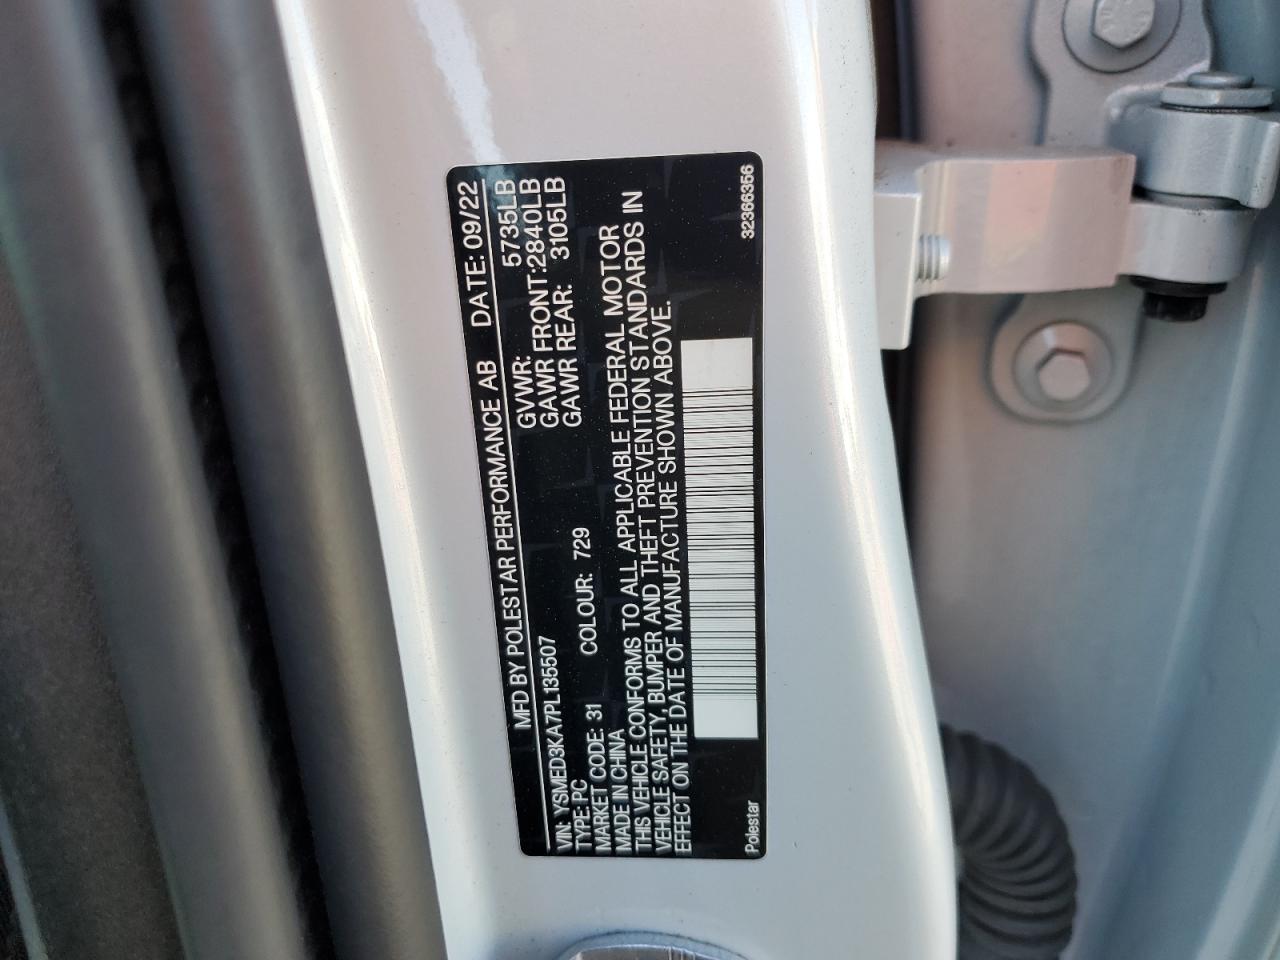 MFD BY POLESTAR PERFORMANCE AB DATE: 09/22
VIN: YSMED3KA7PL135507 GVWR: 5735LB
TYPE: PC GAWR FRONT:2840LB
MARKET CODE: 31 COLOUR: 729 GAWR REAR: 3105LB
MADE IN CHINA
THIS VEHICLE CONFORMS TO ALL APPLICABLE FEDERAL MOTOR
VEHICLE SAFETY, BUMPER AND THEFT PREVENTION STANDARDS IN
EFFECT ON THE DATE OF MANUFACTURE SHOWN ABOVE.
Polestar 32366356